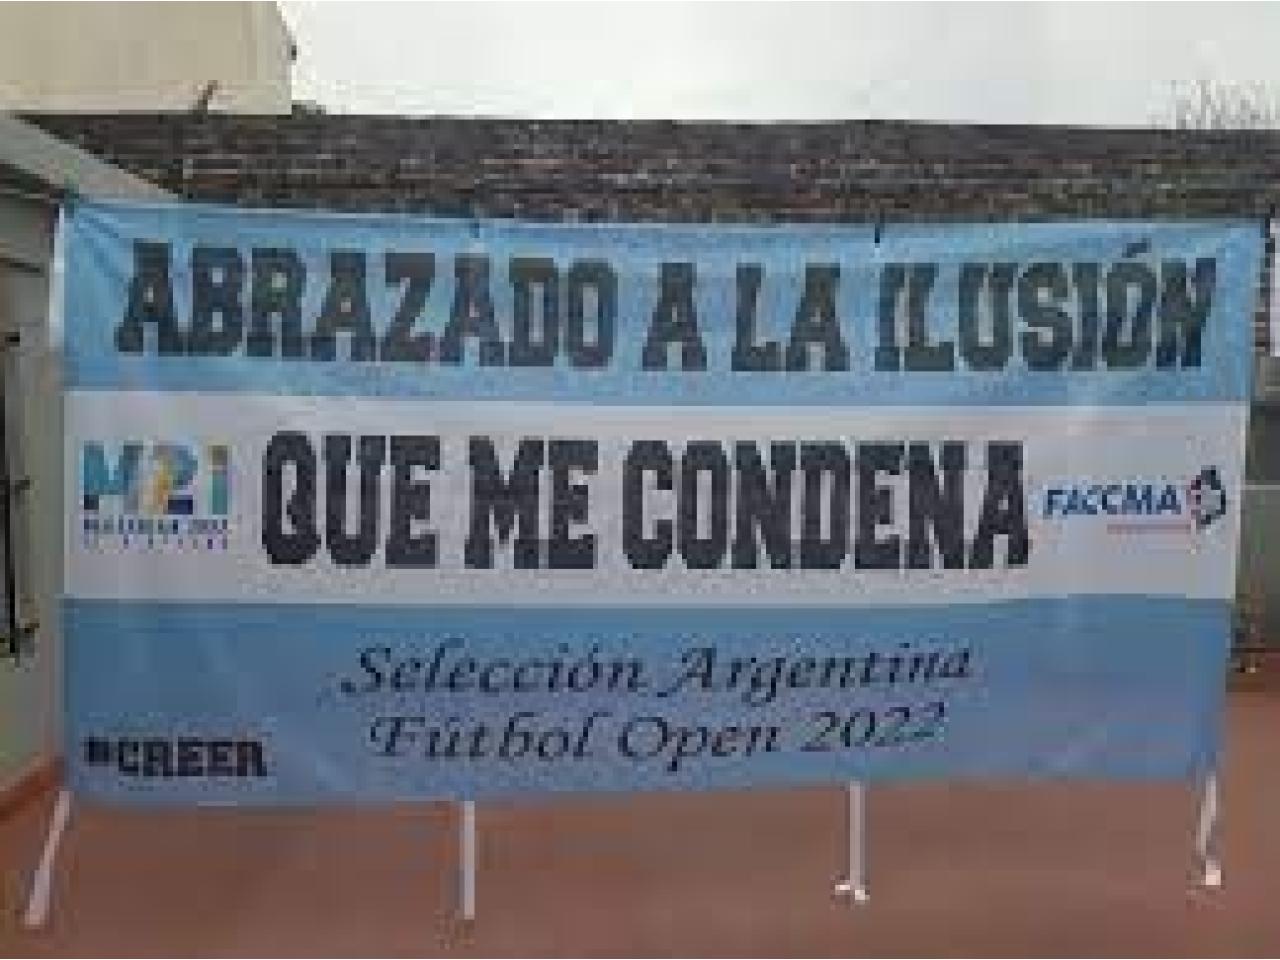 ABRAZADO A LA ILUSIÓN
QUE ME CONDENA
FACCMA
Selección Argentina
Fútbol Open 2022
#CREER